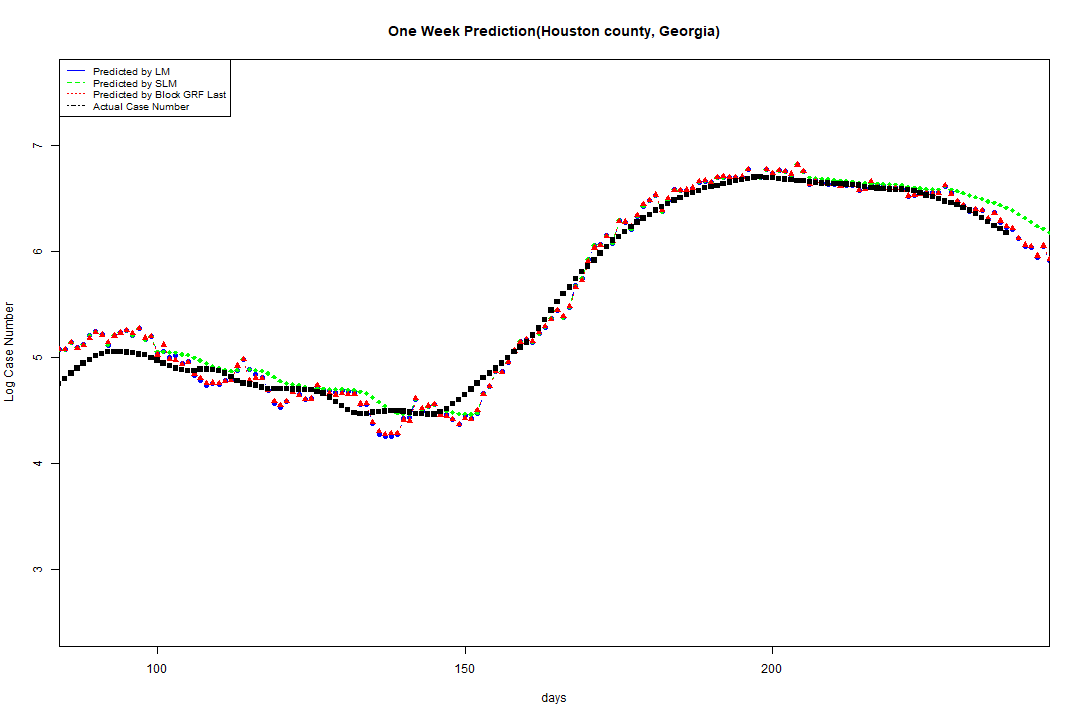 One Week Prediction(Houston county, Georgia)
Predicted by LM
Predicted by SLM
Predicted by Block GRF Last
Actual Case Number
7
6
5
4
3
Log Case Number
100 150 200
days